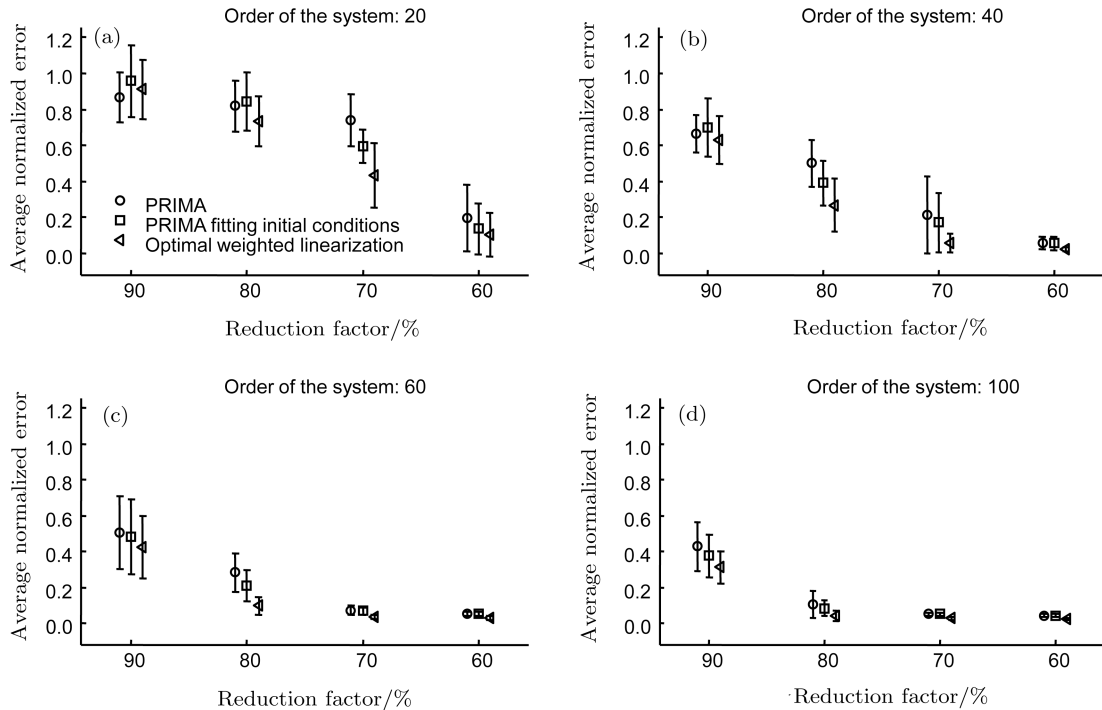 Order of the system: 20
(a)
Average normalized error
1.2
1.0
0.8
0.6
0.4
0.2
0.0
PRIMA
PRIMA fitting initial conditions
Optimal weighted linearization
90 80 70 60
Reduction factor/%
Order of the system: 40
(b)
Average normalized error
1.2
1.0
0.8
0.6
0.4
0.2
0.0
90 80 70 60
Reduction factor/%
Order of the system: 60
(c)
Average normalized error
1.2
1.0
0.8
0.6
0.4
0.2
0.0
90 80 70 60
Reduction factor/%
Order of the system: 100
(d)
Average normalized error
1.2
1.0
0.8
0.6
0.4
0.2
0.0
90 80 70 60
Reduction factor/%